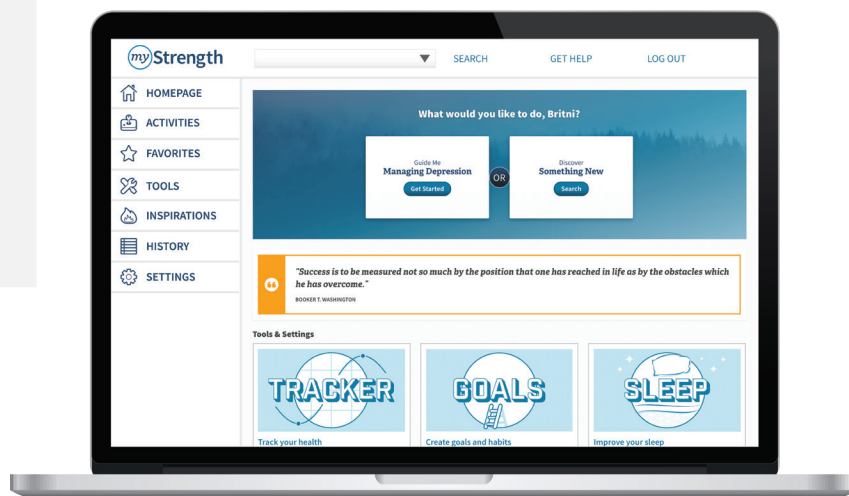 myStrength
SEARCH
GET HELP
LOG OUT
HOMEPAGE
ACTIVITIES
FAVORITES
TOOLS
INSPIRATIONS
HISTORY
SETTINGS
What would you like to do, Britni?
Guide Me
Managing Depression
Get Started
OR
Discover
Something New
Search
"Success is to be measured not so much by the position that one has reached in life as by the obstacles which
he has overcome."
BOOKER T. WASHINGTON
Tools & Settings
TRACKER
GOALS
SLEEP
Track your health
Create goals and habits
Improve your sleep